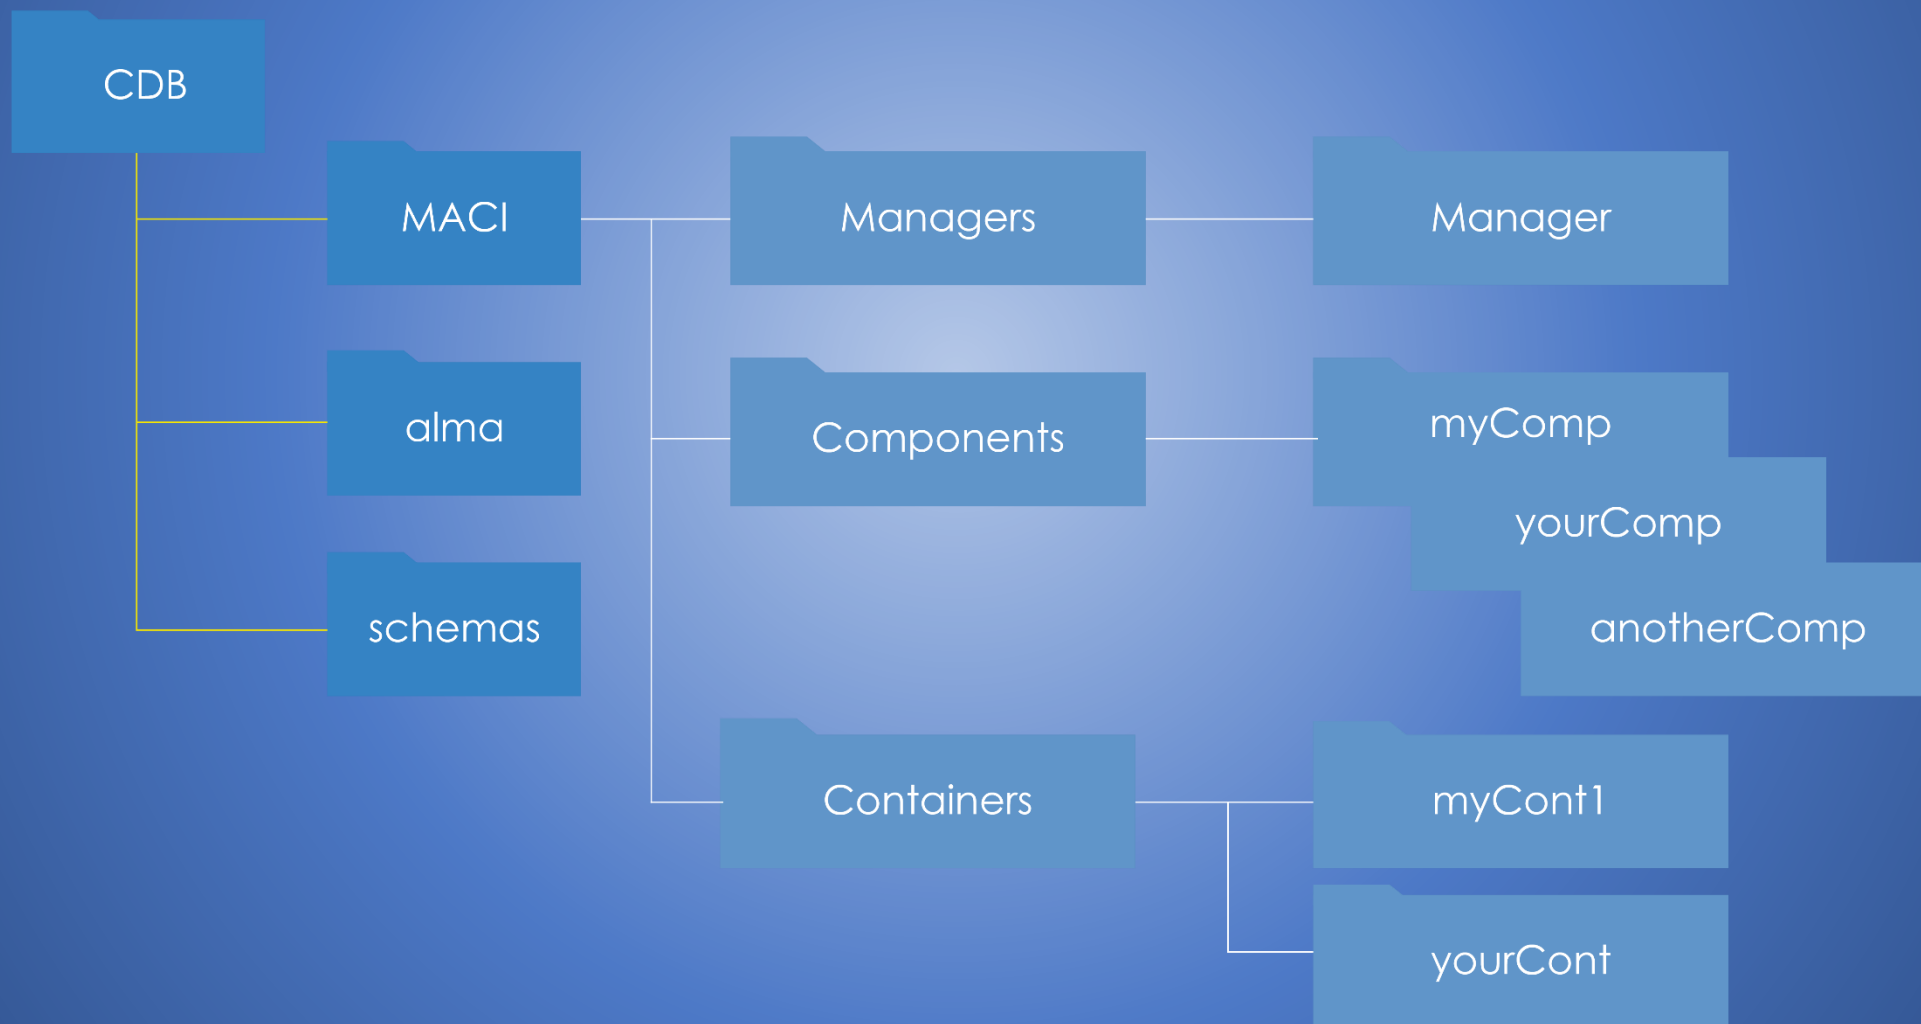 CDB
MACI
Managers
Manager
alma
Components
myComp
yourComp
schemas
anotherComp
Containers
myCont1
yourCont